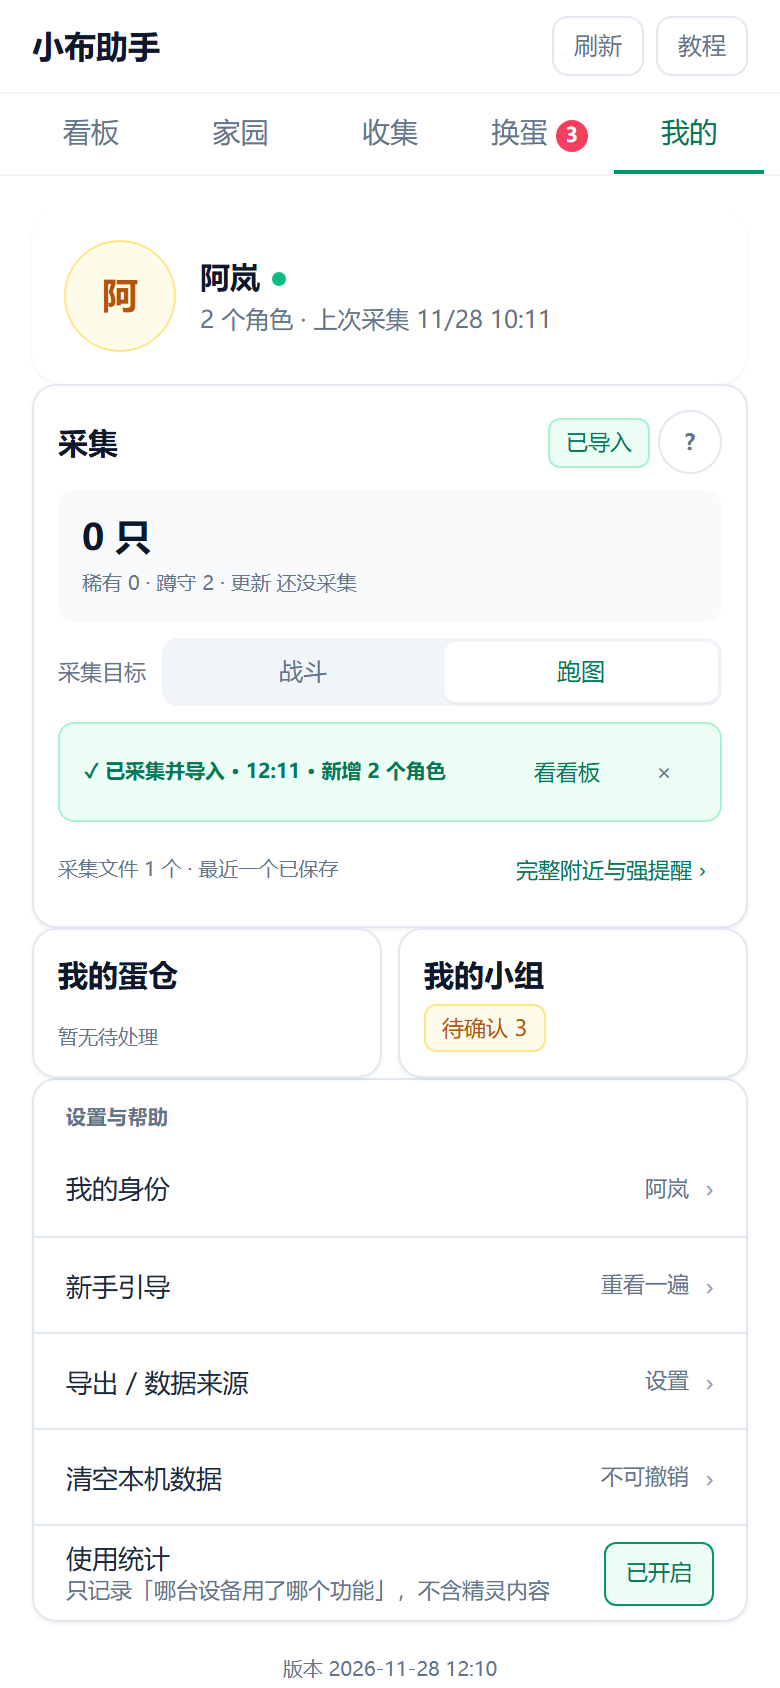 小布助手
刷新
教程
看板
家园
收集
换蛋 3
我的
阿
阿岚
2 个角色 · 上次采集 11/28 10:11
采集
已导入
?
0 只
稀有 0 · 蹲守 2 · 更新 还没采集
采集目标
战斗
跑图
✓ 已采集并导入 • 12:11 • 新增 2 个角色
看看板
×
采集文件 1 个 · 最近一个已保存
完整附近与强提醒 ›
我的蛋仓
暂无待处理
我的小组
待确认 3
设置与帮助
我的身份
阿岚 ›
新手引导
重看一遍 ›
导出 / 数据来源
设置 ›
清空本机数据
不可撤销 ›
使用统计
只记录「哪台设备用了哪个功能」，不含精灵内容
已开启
版本 2026-11-28 12:10